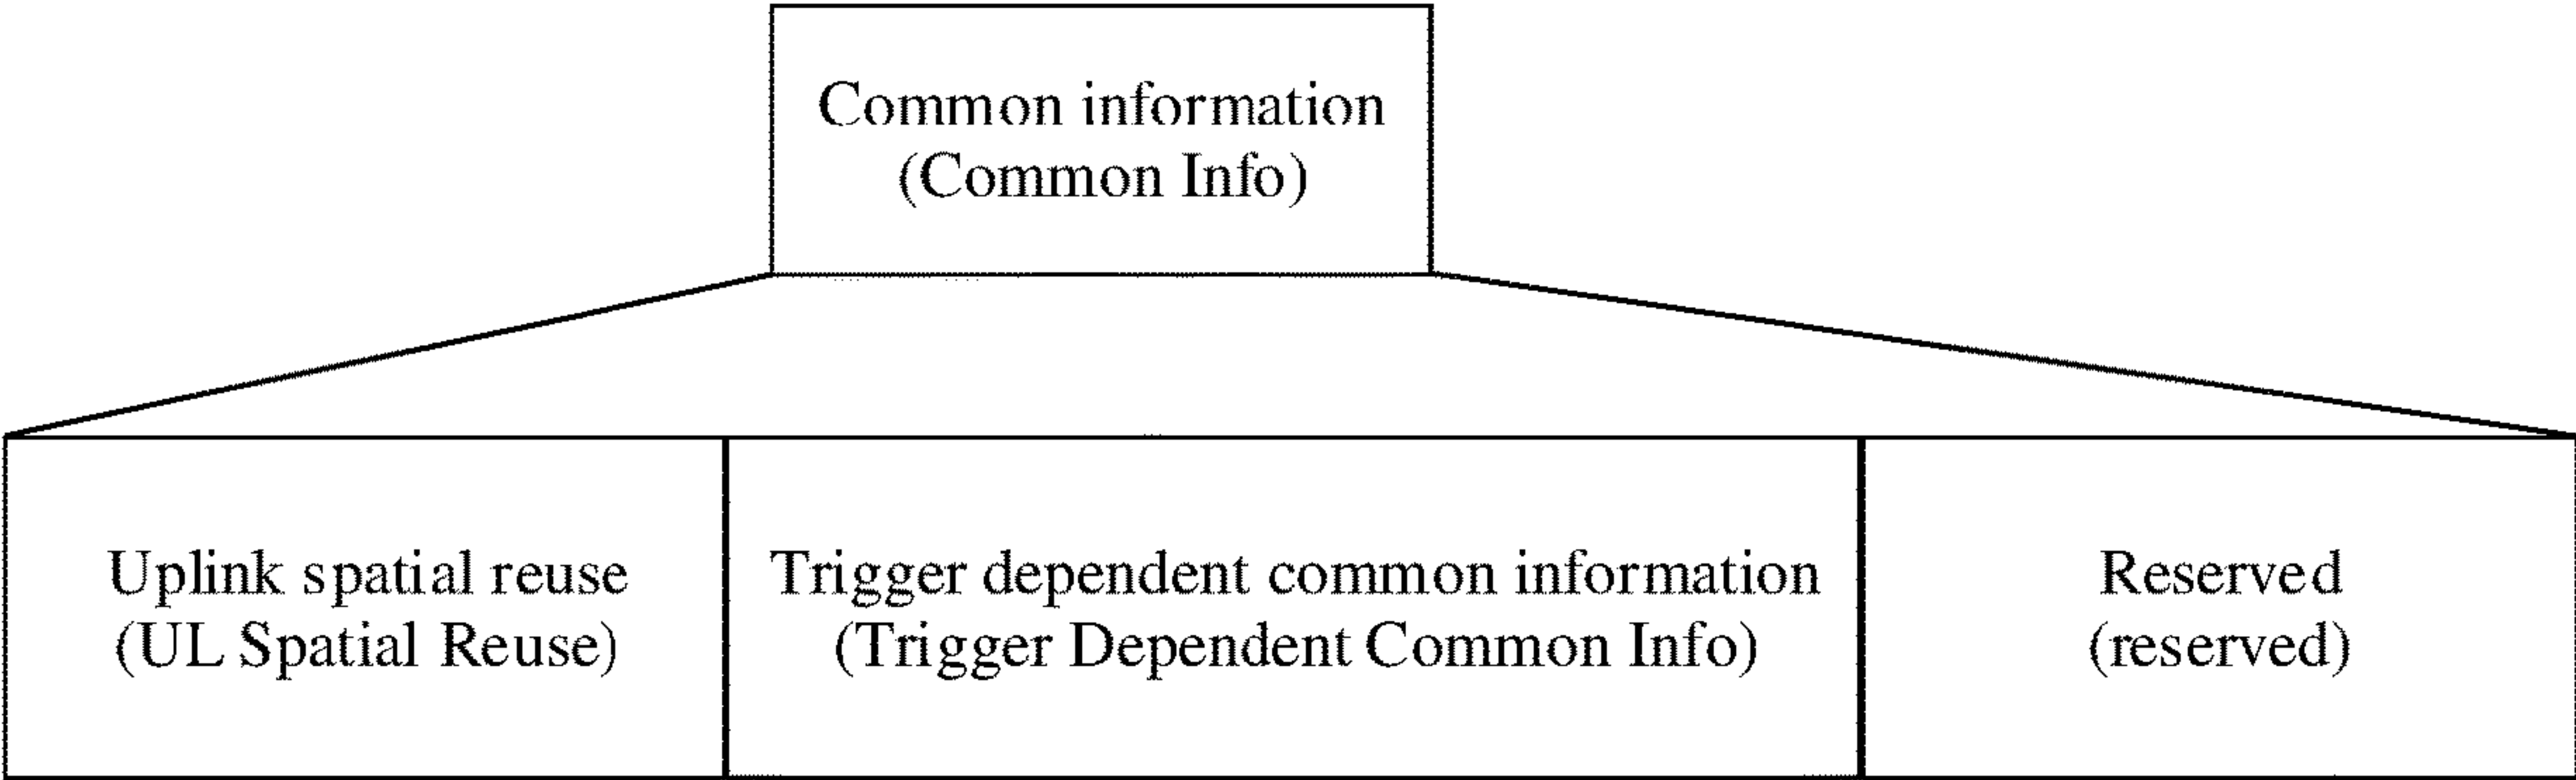 Common information
(Common Info)
Uplink spatial reuse
(UL Spatial Reuse)
Trigger dependent common information
(Trigger Dependent Common Info)
Reserved
(reserved)